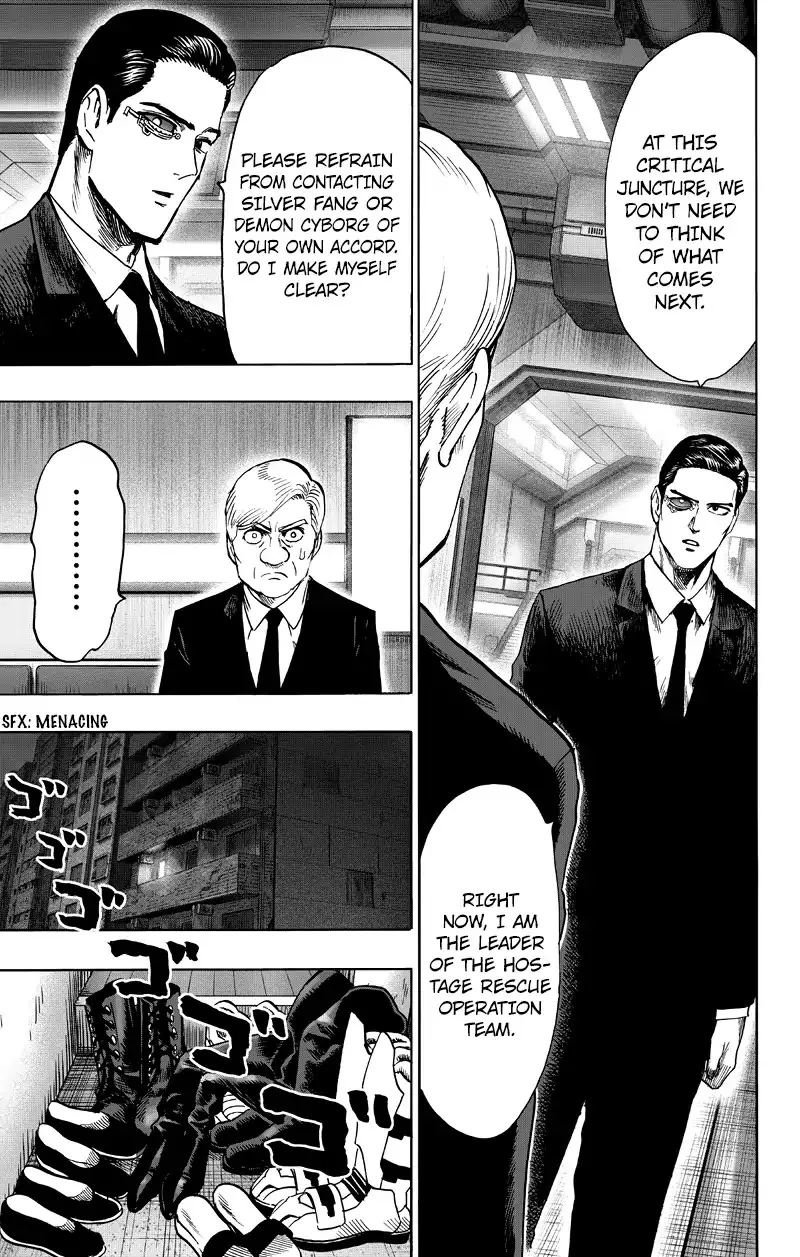 AT THIS
CRITICAL
JUNCTURE, WE
DON'T NEED
TO THINK
OF WHAT
COMES
NEXT.
RIGHT
NOW, I AM
THE LEADER
OF THE HOS-
TAGE RESCUE
OPERATION
TEAM.
PLEASE REFRAIN
FROM CONTACTING
SILVER FANG OR
DEMON CYBORG OF
YOUR OWN ACCORD.
DO I MAKE MYSELF
CLEAR?
.........
SFX: MENACING
ゴゴゴ
ゴゴゴ